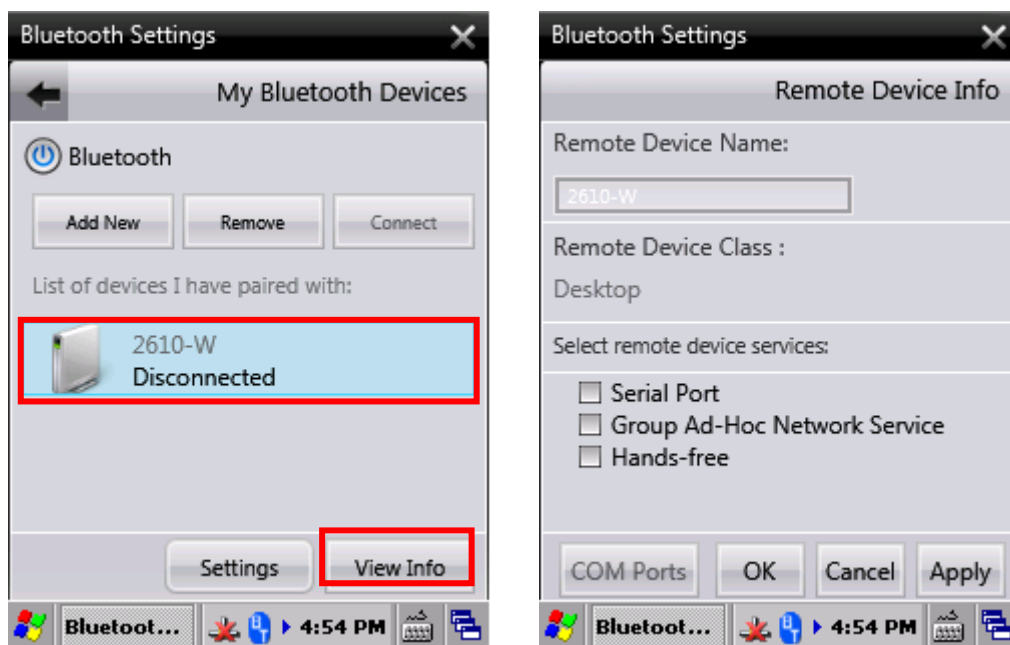 Bluetooth Settings
My Bluetooth Devices
Bluetooth
Add New Remove Connect
List of devices I have paired with:
2610-W
Disconnected
Settings View Info
Bluetoot... 4:54 PM
Bluetooth Settings
Remote Device Info
Remote Device Name:
2610-W
Remote Device Class :
Desktop
Select remote device services:
Serial Port
Group Ad-Hoc Network Service
Hands-free
COM Ports OK Cancel Apply
Bluetoot... 4:54 PM